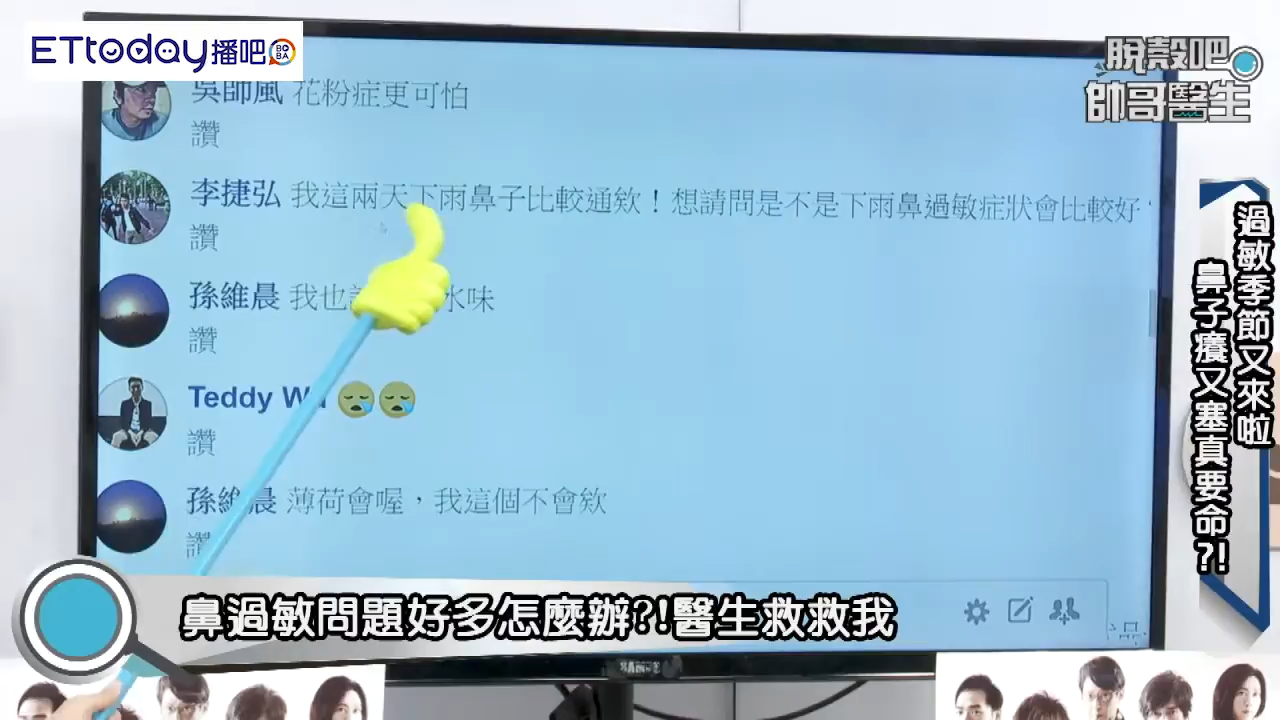 ETtoday播吧
BOBA
脫殼吧
帥哥醫生
吳師風 花粉症更可怕
讚
李捷弘 我這兩天下雨鼻子比較通欸！想請問是不是下雨鼻過敏症狀會比較好
讚
孫維晨 我也 水味
讚
Teddy Wu
讚
孫維晨 薄荷會喔，我這個不會欸
讚
過敏季節又來啦
鼻子癢又塞真要命?!
鼻過敏問題好多怎麼辦?!醫生救救我